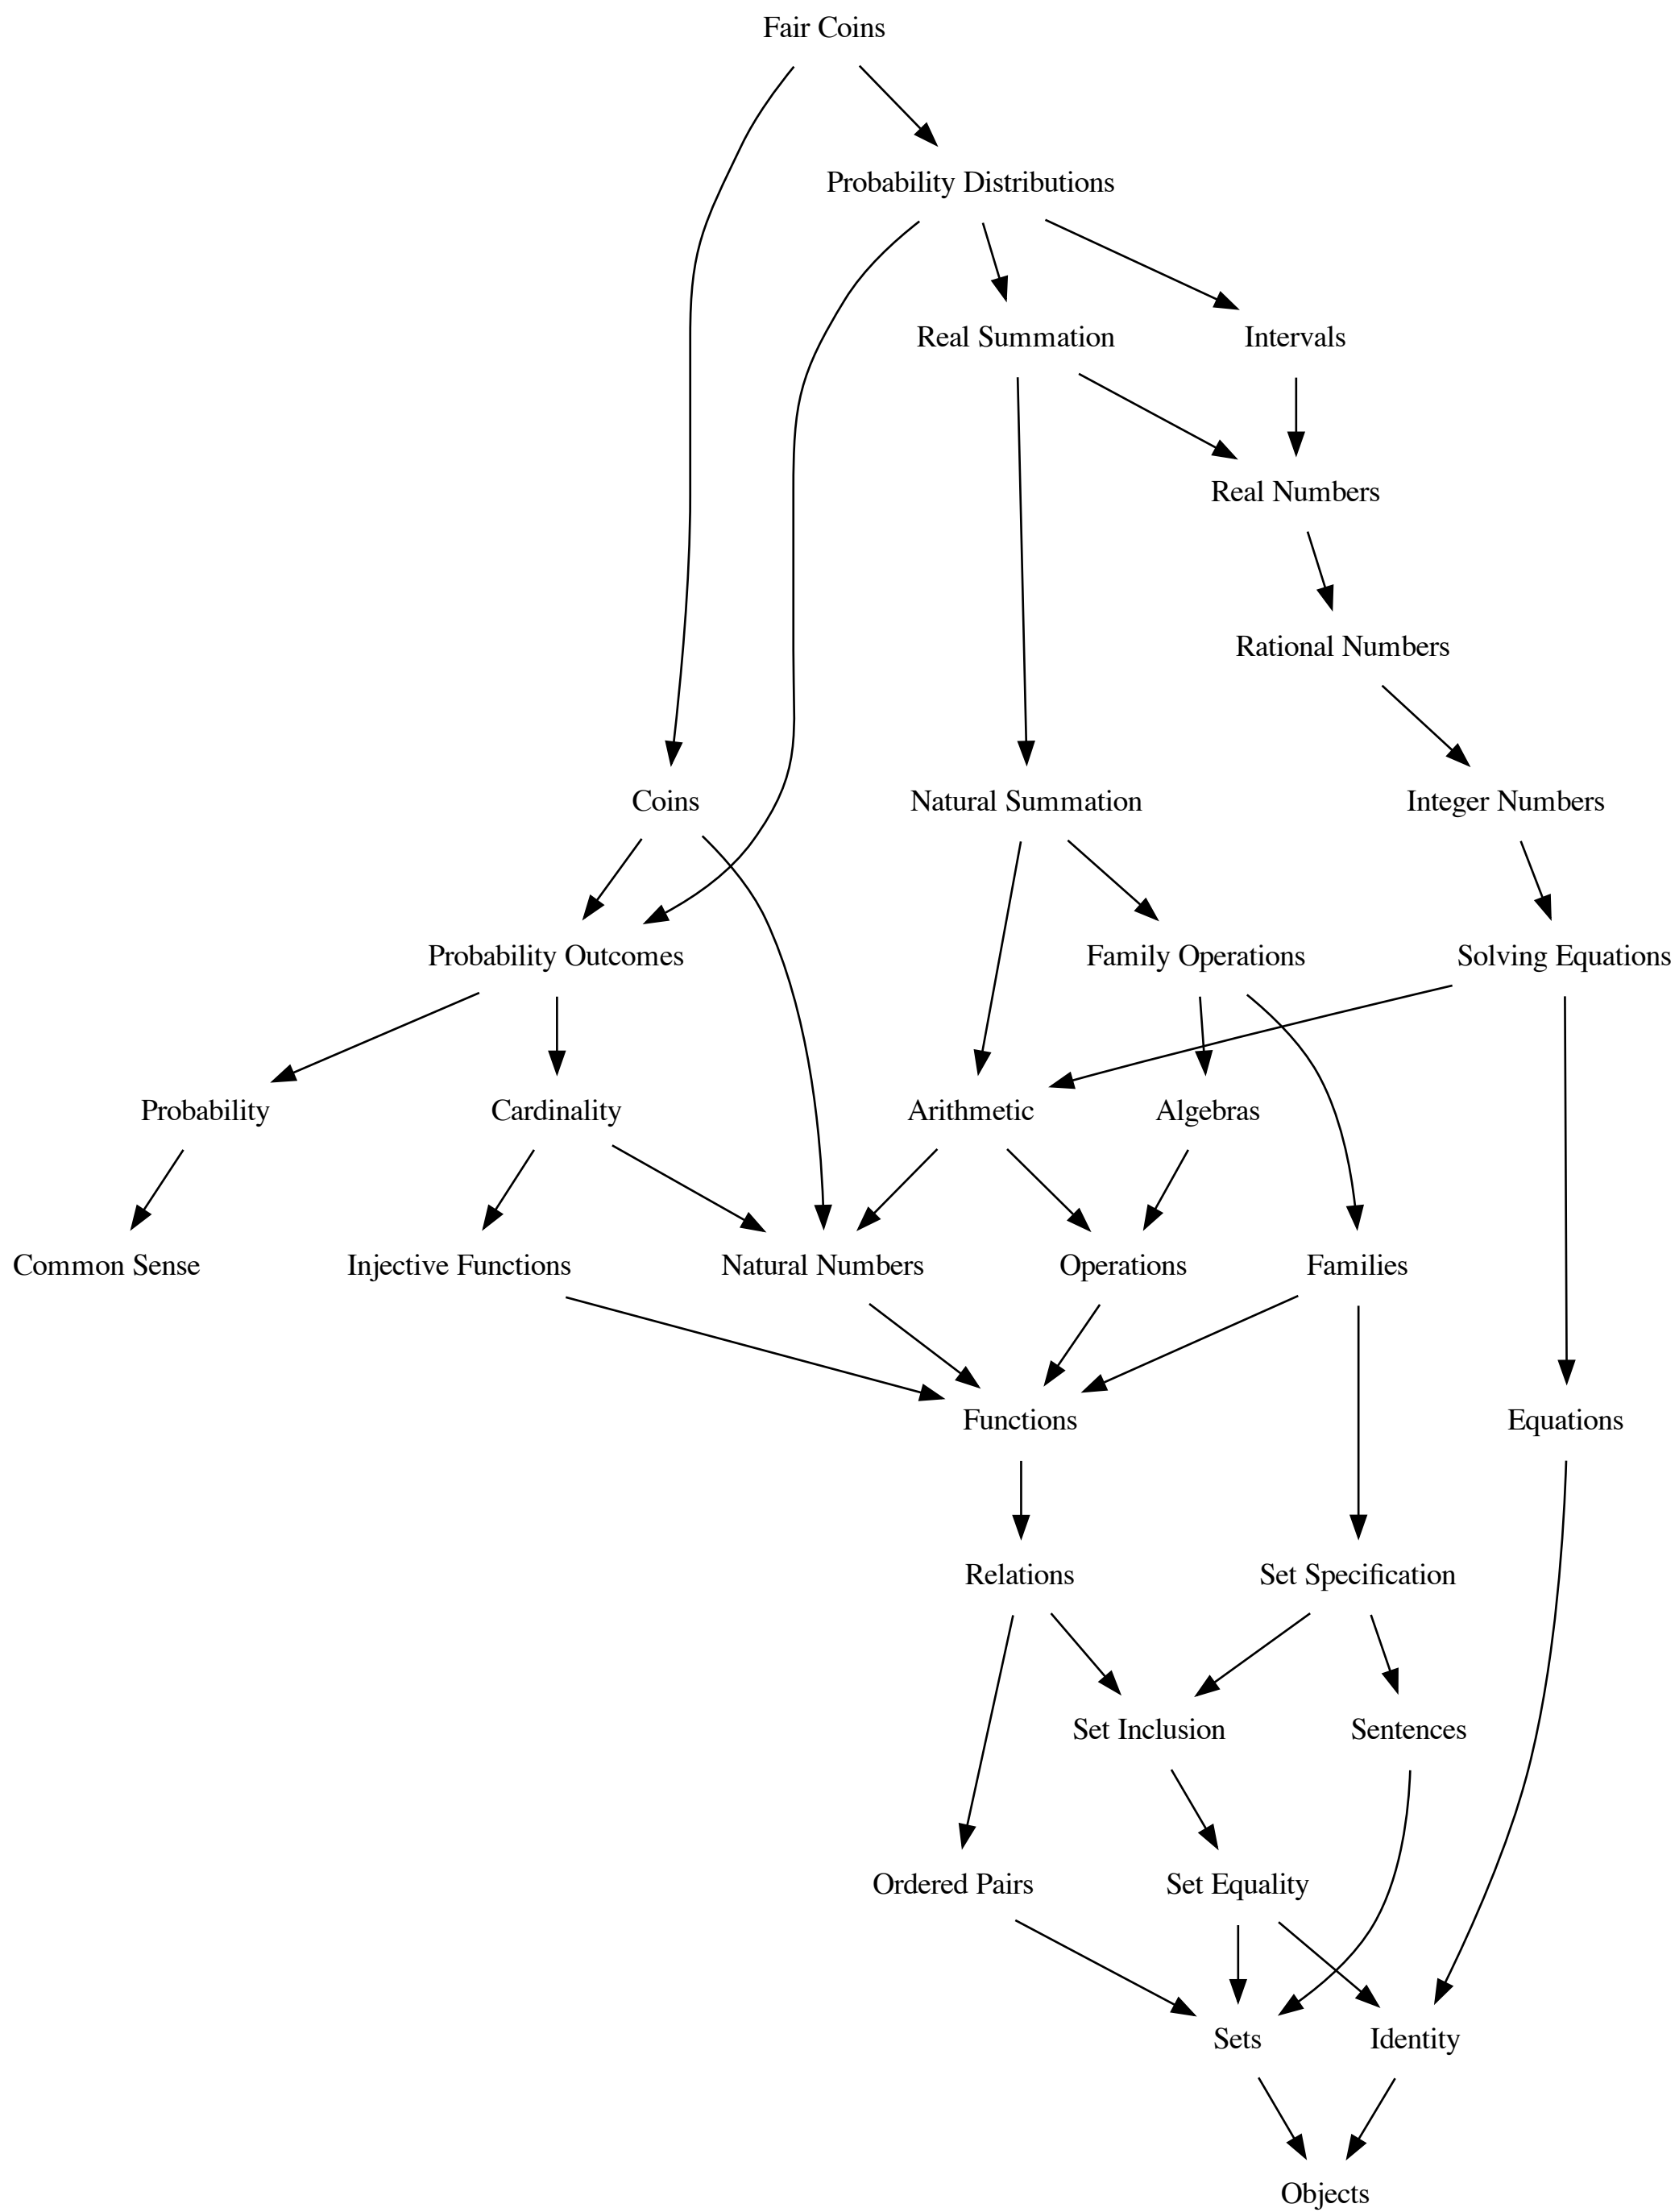 Fair Coins
Probability Distributions
Real Summation
Intervals
Real Numbers
Rational Numbers
Coins
Natural Summation
Integer Numbers
Probability Outcomes
Family Operations
Solving Equations
Probability
Cardinality
Arithmetic
Algebras
Common Sense
Injective Functions
Natural Numbers
Operations
Families
Functions
Equations
Relations
Set Specification
Set Inclusion
Sentences
Ordered Pairs
Set Equality
Sets
Identity
Objects